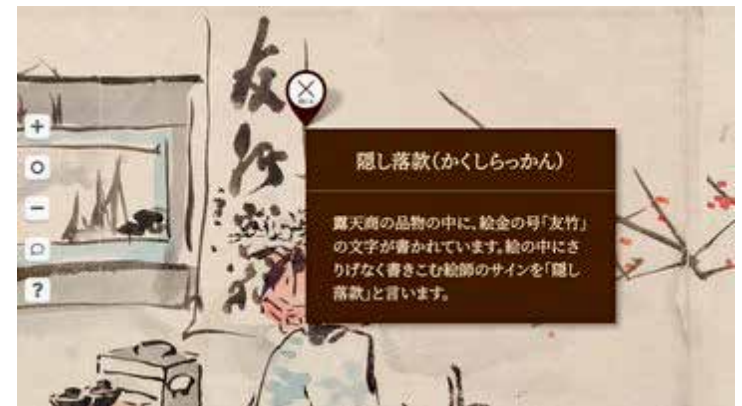 友
竹
隠し落款(かくしらっかん)
露天商の品物の中に、絵金の号「友竹」
の文字が書かれています。絵の中にさ
りげなく書きこむ絵師のサインを「隠し
落款」と言います。
+
−
?